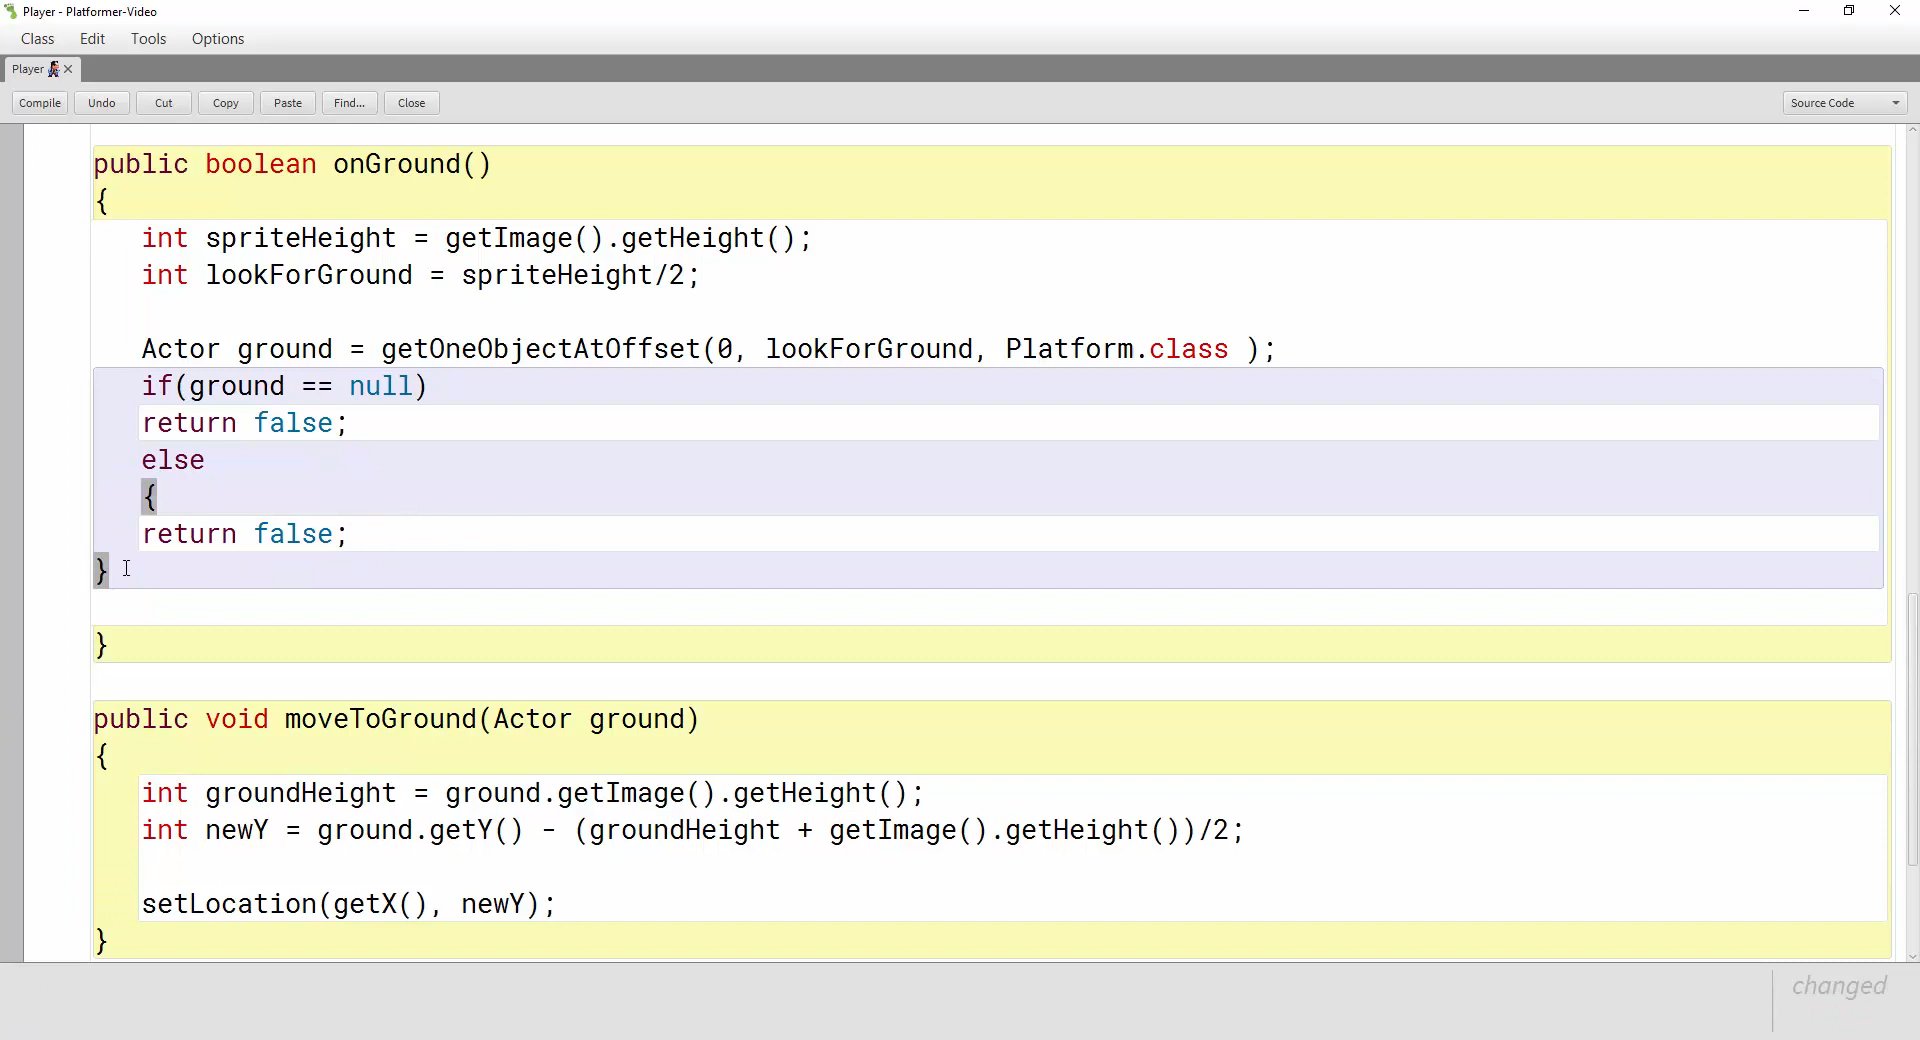 Player - Platformer-Video
Class Edit Tools Options
Player
Compile Undo Cut Copy Paste Find... Close Source Code
public boolean onGround()
{
int spriteHeight = getImage().getHeight();
int lookForGround = spriteHeight/2;
Actor ground = getOneObjectAtOffset(0, lookForGround, Platform.class );
if(ground == null)
return false;
else
{
return false;
}
}
public void moveToGround(Actor ground)
{
int groundHeight = ground.getImage().getHeight();
int newY = ground.getY() - (groundHeight + getImage().getHeight())/2;
setLocation(getX(), newY);
}
changed